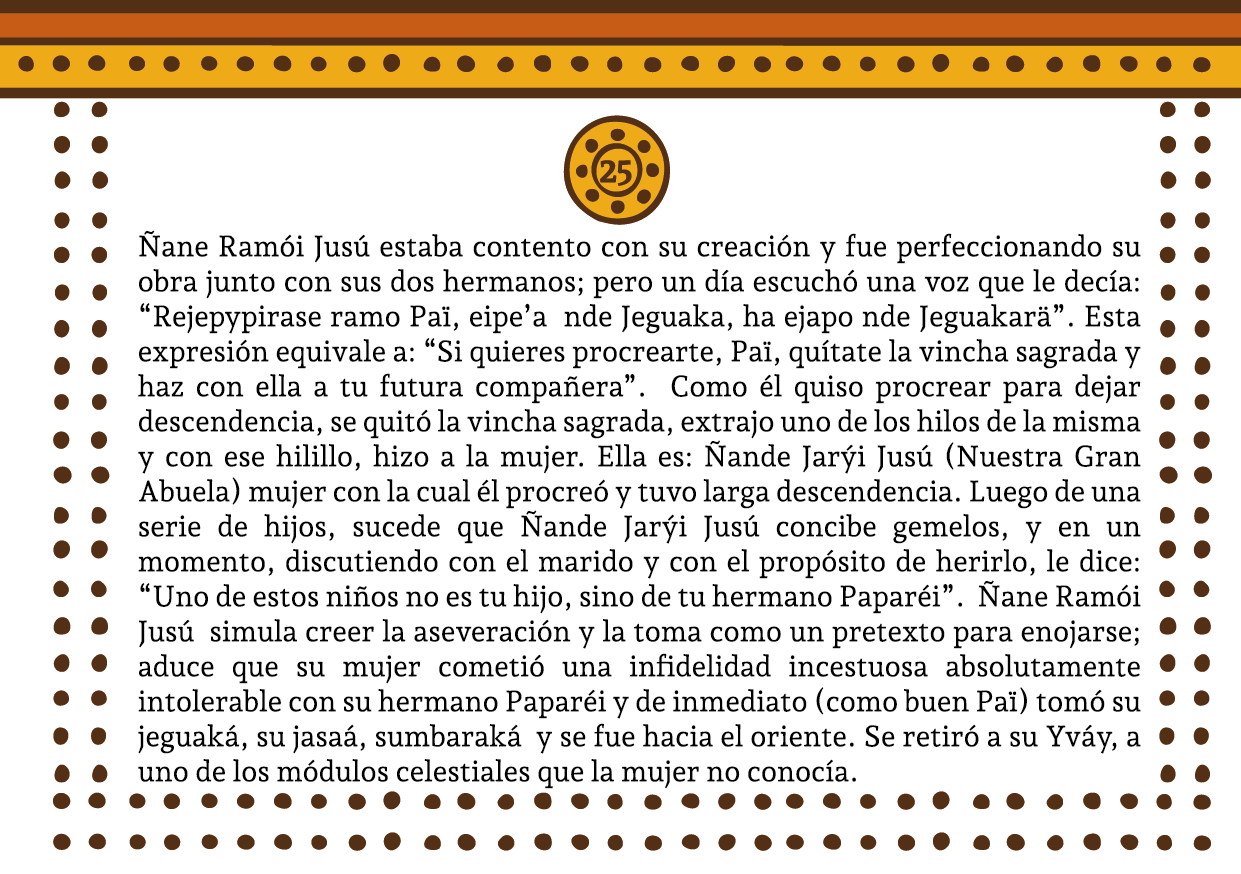 25
Ñane Ramói Jusú estaba contento con su creación y fue perfeccionando su
obra junto con sus dos hermanos; pero un día escuchó una voz que le decía:
“Rejepypirase ramo Paï, eipe’a nde Jeguaka, ha ejapo nde Jeguakarä”. Esta
expresión equivale a: “Si quieres procrearte, Paï, quítate la vincha sagrada y
haz con ella a tu futura compañera”. Como él quiso procrear para dejar
descendencia, se quitó la vincha sagrada, extrajo uno de los hilos de la misma
y con ese hilillo, hizo a la mujer. Ella es: Ñande Jarýi Jusú (Nuestra Gran
Abuela) mujer con la cual él procreó y tuvo larga descendencia. Luego de una
serie de hijos, sucede que Ñande Jarýi Jusú concibe gemelos, y en un
momento, discutiendo con el marido y con el propósito de herirlo, le dice:
“Uno de estos niños no es tu hijo, sino de tu hermano Paparéi”. Ñane Ramói
Jusú simula creer la aseveración y la toma como un pretexto para enojarse;
aduce que su mujer cometió una infidelidad incestuosa absolutamente
intolerable con su hermano Paparéi y de inmediato (como buen Paï) tomó su
jeguaká, su jasaá, sumbaraká y se fue hacia el oriente. Se retiró a su Yváy, a
uno de los módulos celestiales que la mujer no conocía.